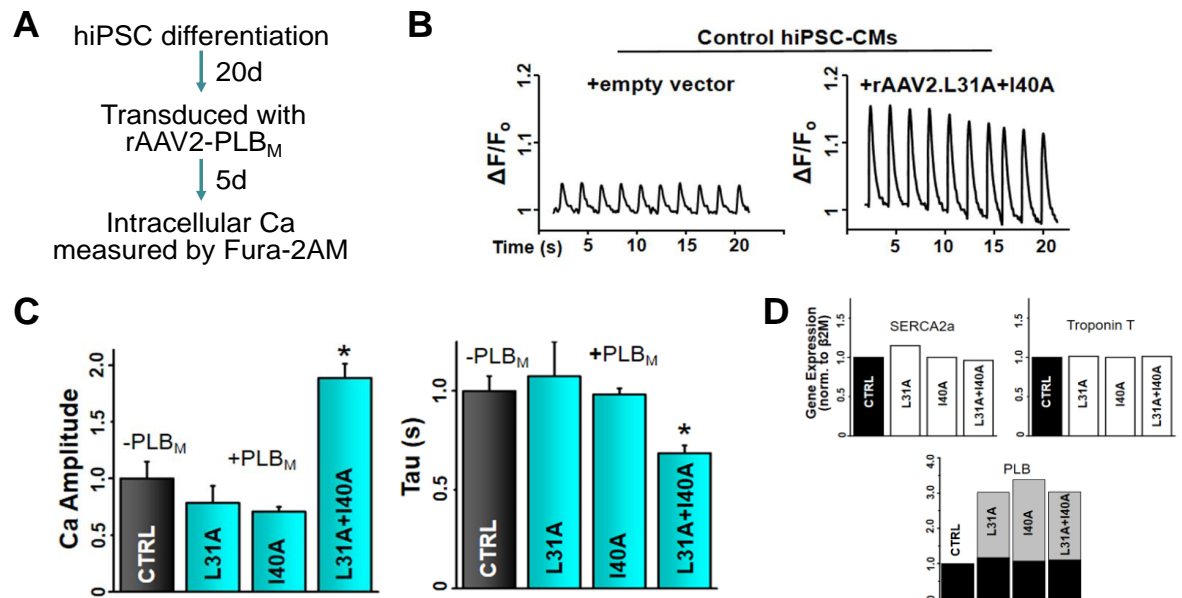 A
hiPSC differentiation
20d
Transduced with
rAAV2-PLBM
5d
Intracellular Ca
measured by Fura-2AM
B
Control hiPSC-CMs
+empty vector
ΔF/Fo
1.2
1.1
1
Time (s)
5
10
15
20
+rAAV2.L31A+I40A
ΔF/Fo
1.2
1.1
1
5
10
15
20
C
Ca Amplitude
2.0
1.5
1.0
0.5
0
-PLBM
+PLBM
*
CTRL
L31A
I40A
L31A+I40A
Tau (s)
1.0
0.5
0
-PLBM
+PLBM
*
CTRL
L31A
I40A
L31A+I40A
D
Gene Expression
(norm. to β2M)
1.5
1.0
0.5
0
SERCA2a
CTRL
L31A
I40A
L31A+I40A
1.5
1.0
0.5
0
Troponin T
CTRL
L31A
I40A
L31A+I40A
4.0
3.0
2.0
1.0
0
PLB
CTRL
L31A
I40A
L31A+I40A